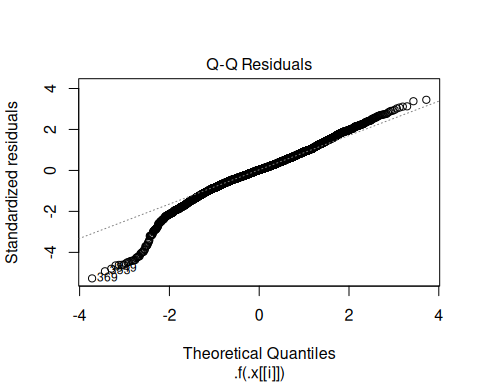 Q-Q Residuals
Standardized residuals
4
2
0
-2
-4
369
-4
-2
0
2
4
Theoretical Quantiles
.f(.x[[i]])